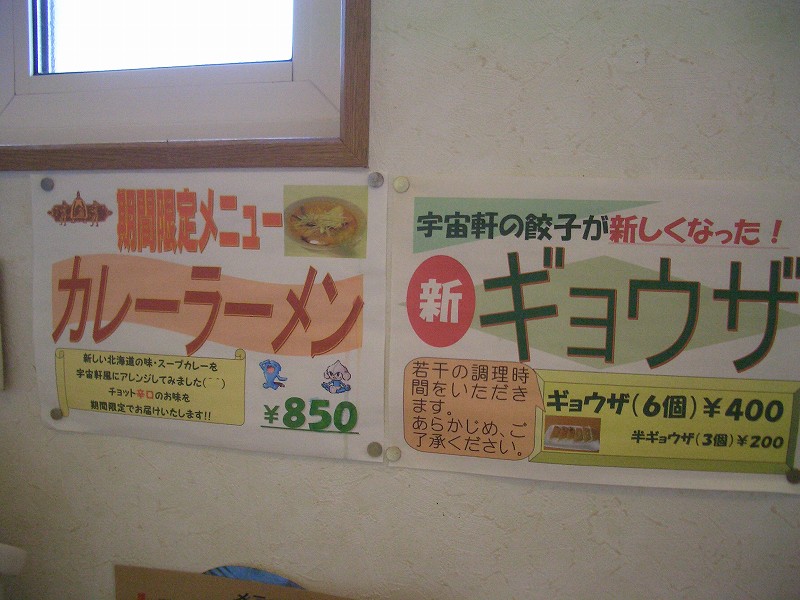 期間限定メニュー
カレーラーメン
新しい北海道の味・スープカレーを
宇宙軒風にアレンジしてみました(^^)
チョット辛口のお味を
期間限定でお届けいたします!!
¥850
宇宙軒の餃子が新しくなった!
新 ギョウザ
若干の調理時
間をいただき
ます。
あらかじめ、ご
了承ください。
ギョウザ(6個)¥400
半ギョウザ(3個)¥200